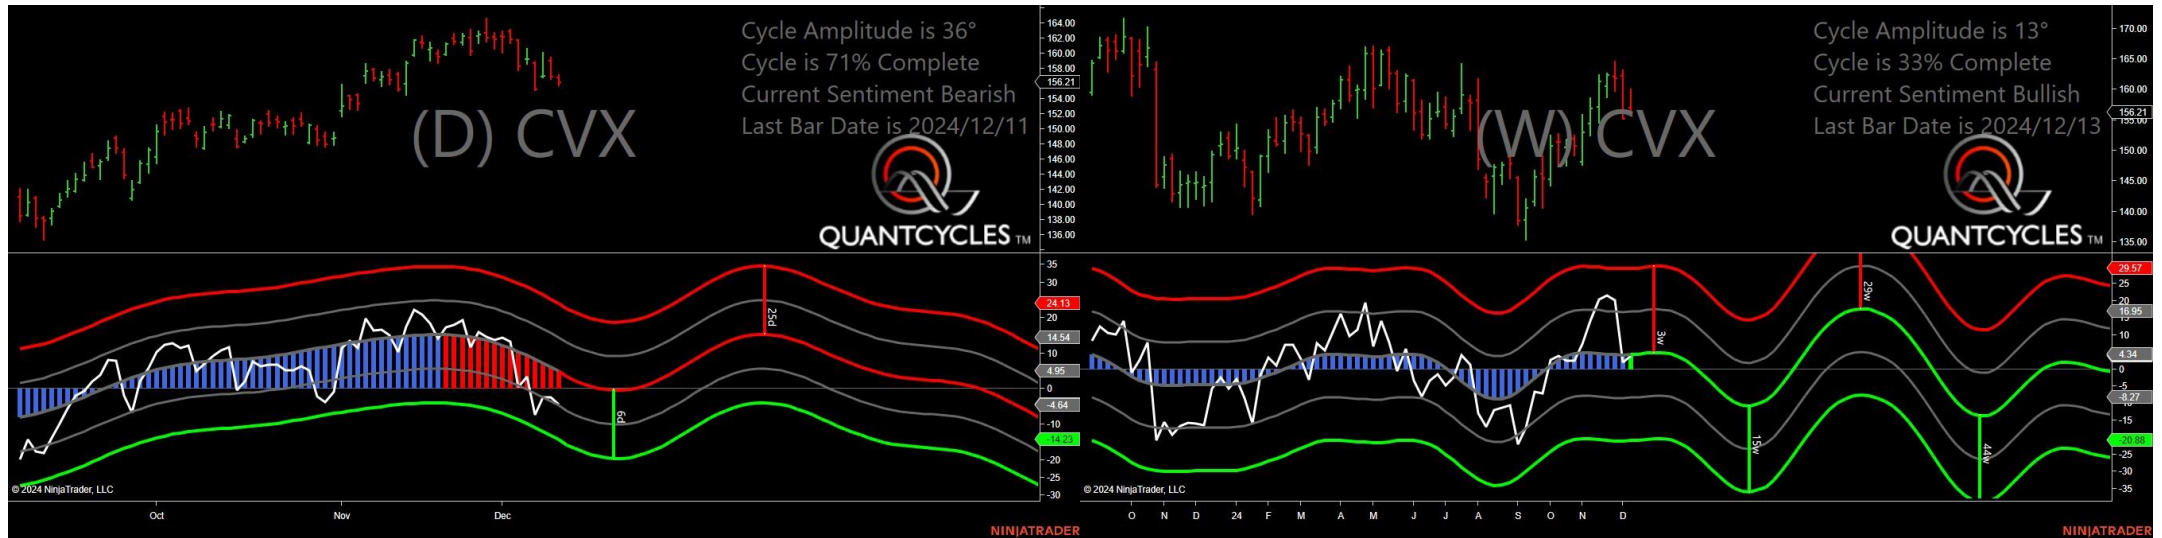 Cycle Amplitude is 36°
Cycle is 71% Complete
Current Sentiment Bearish
Last Bar Date is 2024/12/11
(D) CVX
QUANTCYCLES TM
164.00
162.00
160.00
158.00
156.21
154.00
152.00
150.00
148.00
146.00
144.00
142.00
140.00
138.00
136.00
35
30
24.13
20
14.54
10
4.95
0
-4.64
-10
-14.23
-20
-25
-30
25d
6d
© 2024 NinjaTrader, LLC
Oct Nov Dec
NINJATRADER
Cycle Amplitude is 13°
Cycle is 33% Complete
Current Sentiment Bullish
Last Bar Date is 2024/12/13
(W) CVX
QUANTCYCLES TM
170.00
165.00
160.00
156.21
155.00
150.00
145.00
140.00
135.00
29.57
25
20
16.95
15
10
4.34
0
-5
-8.27
-10
-15
-20.88
-25
-30
-35
3w
15w
29w
44w
© 2024 NinjaTrader, LLC
O N D 24 F M A M J J A S O N D
NINJATRADER